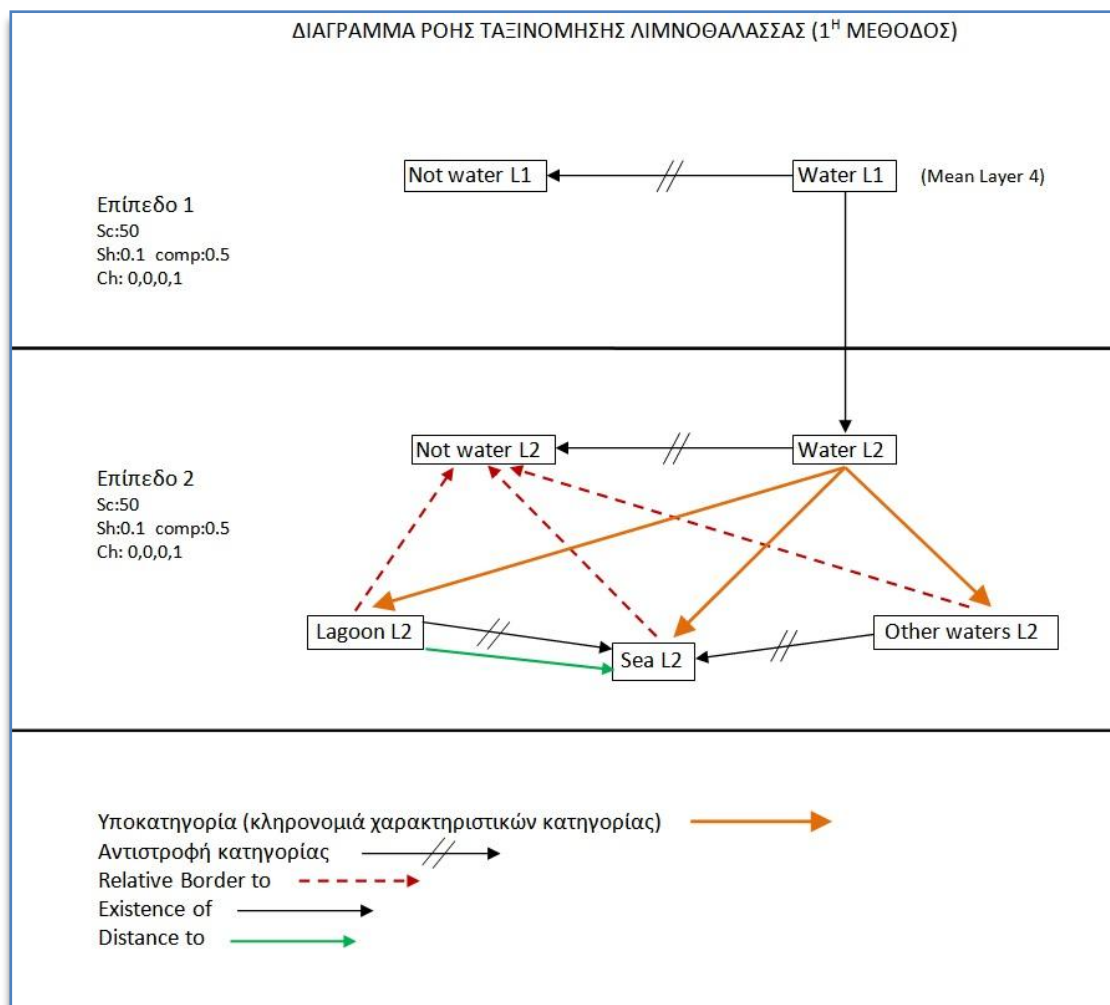 ΔΙΑΓΡΑΜΜΑ ΡΟΗΣ ΤΑΞΙΝΟΜΗΣΗΣ ΛΙΜΝΟΘΑΛΑΣΣΑΣ (1Η ΜΕΘΟΔΟΣ)
Not water L1
Water L1
(Mean Layer 4)
Επίπεδο 1
Sc:50
Sh:0.1 comp:0.5
Ch: 0,0,0,1
Not water L2
Water L2
Επίπεδο 2
Sc:50
Sh:0.1 comp:0.5
Ch: 0,0,0,1
Lagoon L2
Sea L2
Other waters L2
Υποκατηγορία (κληρονομιά χαρακτηριστικών κατηγορίας)
Αντιστροφή κατηγορίας
Relative Border to
Existence of
Distance to